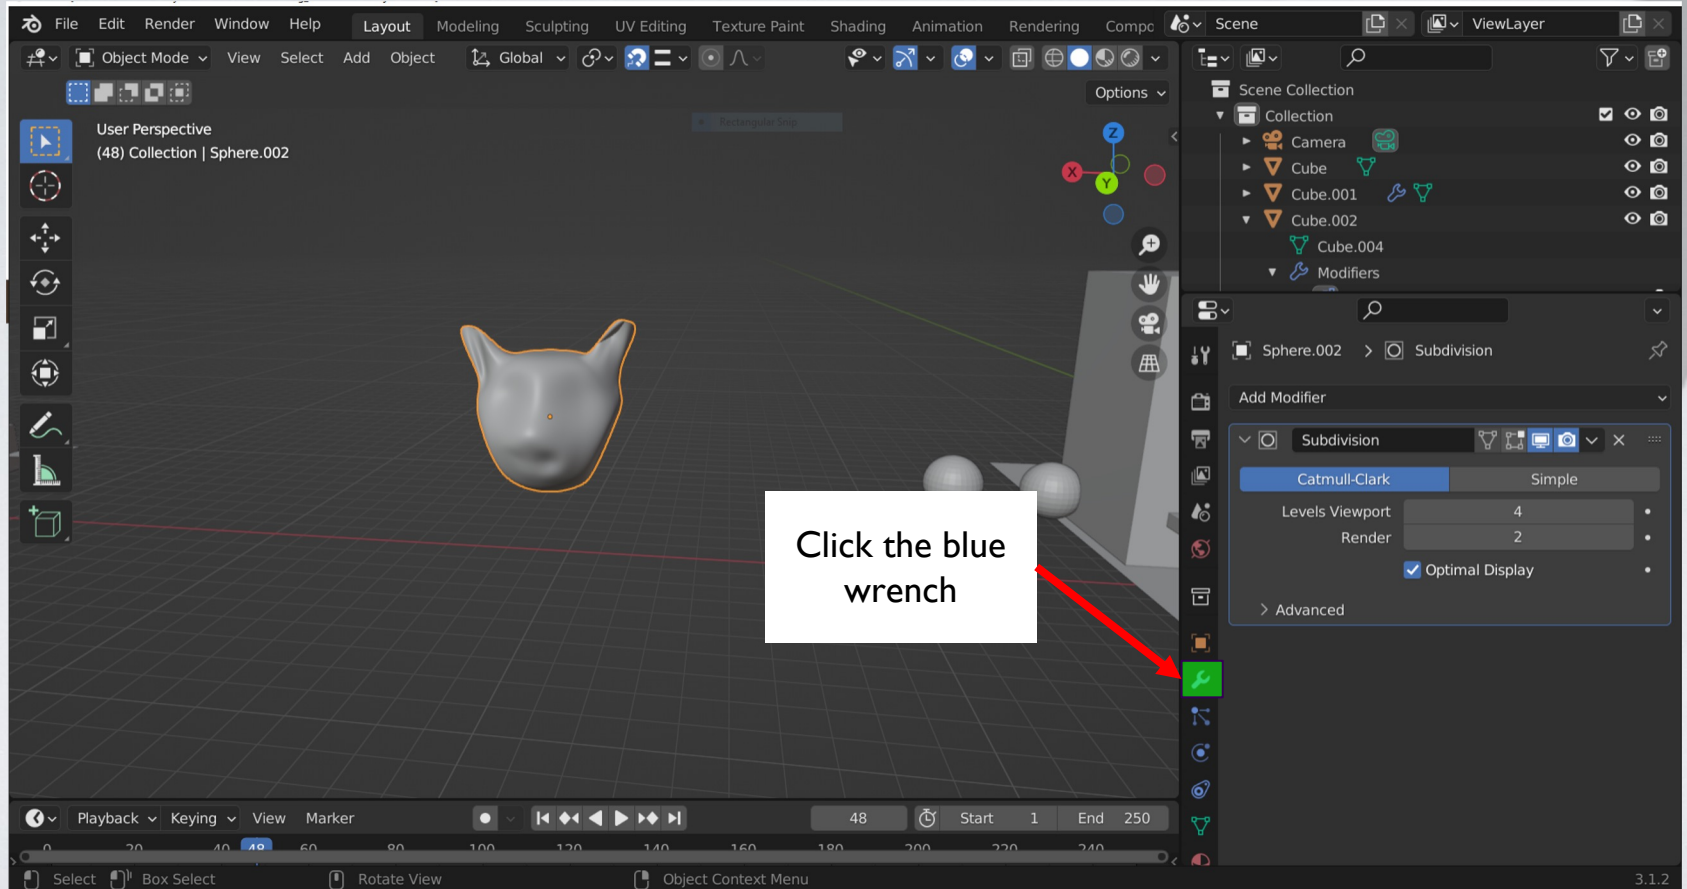 File Edit Render Window Help Layout Modeling Sculpting UV Editing Texture Paint Shading Animation Rendering Compo Scene ViewLayer
Object Mode View Select Add Object Global
Options
User Perspective
(48) Collection | Sphere.002
Rectangular Snip
Z
X
Y
Scene Collection
Collection
Camera
Cube
Cube.001
Cube.002
Cube.004
Modifiers
Sphere.002 > Subdivision
Add Modifier
Subdivision
Catmull-Clark Simple
Levels Viewport 4
Render 2
Optimal Display
Advanced
Click the blue
wrench
Playback Keying View Marker 48 Start 1 End 250
0 20 40 48 60 80 100 120 140 160 180 200 220 240
Select Box Select Rotate View Object Context Menu 3.1.2